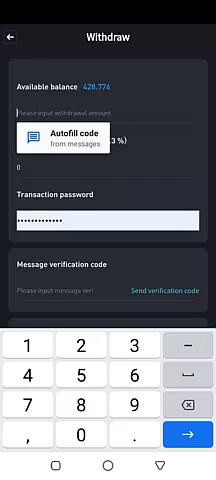 Withdraw
Available balance 428.776
Please input withdrawal amount
Autofill code
from messages
.3 %)
0
Transaction password
•••••••••••••
Message verification code
Please input message veri
Send verification code
1 2 3 –
4 5 6
7 8 9
, 0 .